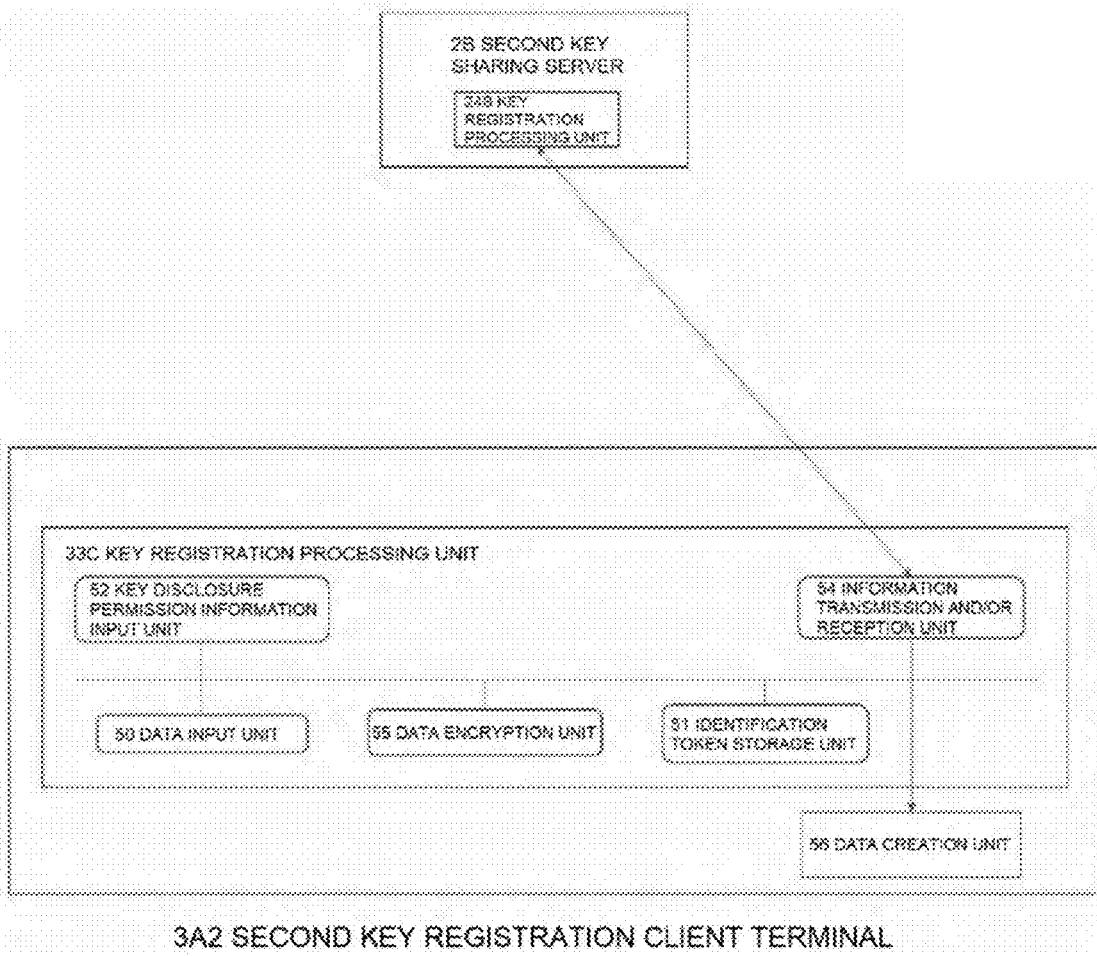 2B SECOND KEY
SHARING SERVER
24B KEY
REGISTRATION
PROCESSING UNIT
33C KEY REGISTRATION PROCESSING UNIT
52 KEY DISCLOSURE
PERMISSION INFORMATION
INPUT UNIT
54 INFORMATION
TRANSMISSION AND/OR
RECEPTION UNIT
50 DATA INPUT UNIT
55 DATA ENCRYPTION UNIT
51 IDENTIFICATION
TOKEN STORAGE UNIT
56 DATA CREATION UNIT
3A2 SECOND KEY REGISTRATION CLIENT TERMINAL